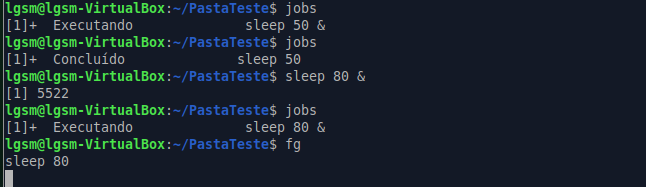 lgsm@lgsm-VirtualBox:~/PastaTeste$ jobs
[1]+  Executando              sleep 50 &
lgsm@lgsm-VirtualBox:~/PastaTeste$ jobs
[1]+  Concluído              sleep 50
lgsm@lgsm-VirtualBox:~/PastaTeste$ sleep 80 &
[1] 5522
lgsm@lgsm-VirtualBox:~/PastaTeste$ jobs
[1]+  Executando              sleep 80 &
lgsm@lgsm-VirtualBox:~/PastaTeste$ fg
sleep 80